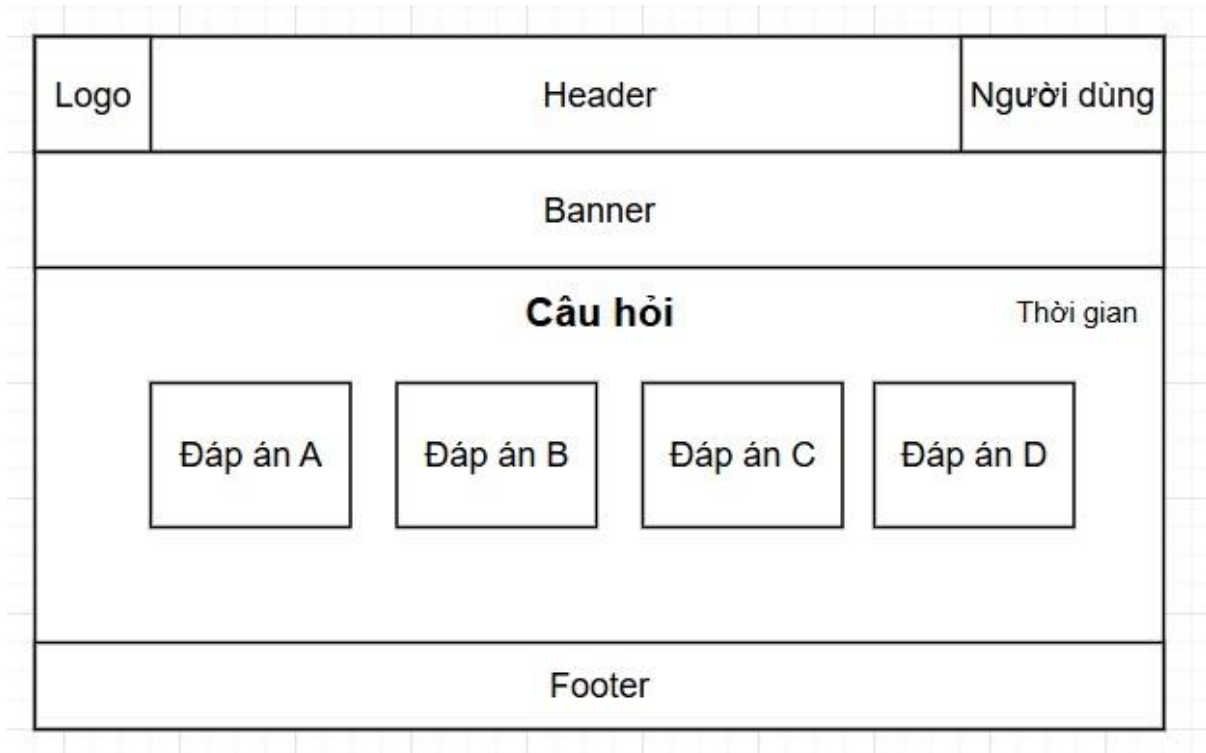 Logo
Header
Người dùng
Banner
Câu hỏi
Thời gian
Đáp án A
Đáp án B
Đáp án C
Đáp án D
Footer